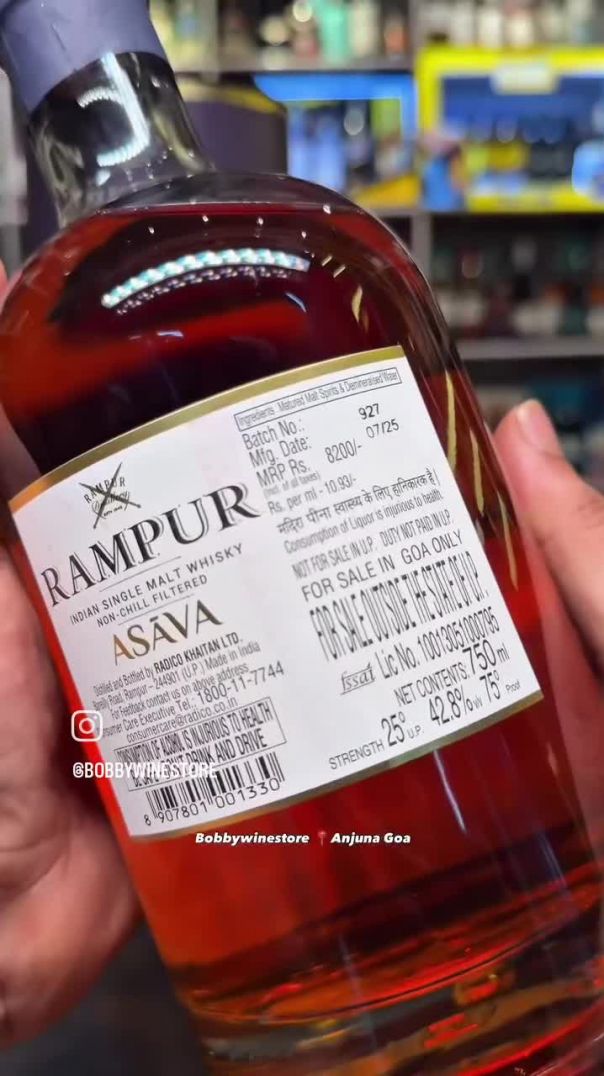 RAMPUR
RAMPUR
INDIAN SINGLE MALT WHISKY
NON-CHILL FILTERED
ASĀVA
Distilled and Bottled by RADICO KHAITAN LTD.
Road, Rampur - 244901 (U.P.) Made in India
For Feedback contact us on above address
Care Executive Tel.: 1800-11-7744
consumercare@radico.co.in
CONSUMPTION OF ALCOHOL IS INJURIOUS TO HEALTH
BE SAFE - DON'T DRINK AND DRIVE
8 907801 001330
Ingredients: Matured Malt Spirits & Demineralised Water
Batch No.: 927
Mfg. Date: 07/25
MRP Rs. 8200/-
(incl. of all taxes)
Rs. per ml - 10.93/-
मदिरा पीना स्वास्थ्य के लिए हानिकारक है।
Consumption of Liquor is injurious to health.
NOT FOR SALE IN U.P. DUTY NOT PAID IN U.P.
FOR SALE IN GOA ONLY
FOR SALE OUTSIDE THE STATE OF U.P.
fssai Lic No. 10013051000795
NET CONTENTS: 750 ml
STRENGTH 25° U.P. 42.8% v/v 75° Proof
@BOBBYWINESTORE
Bobbywinestore 📍 Anjuna Goa